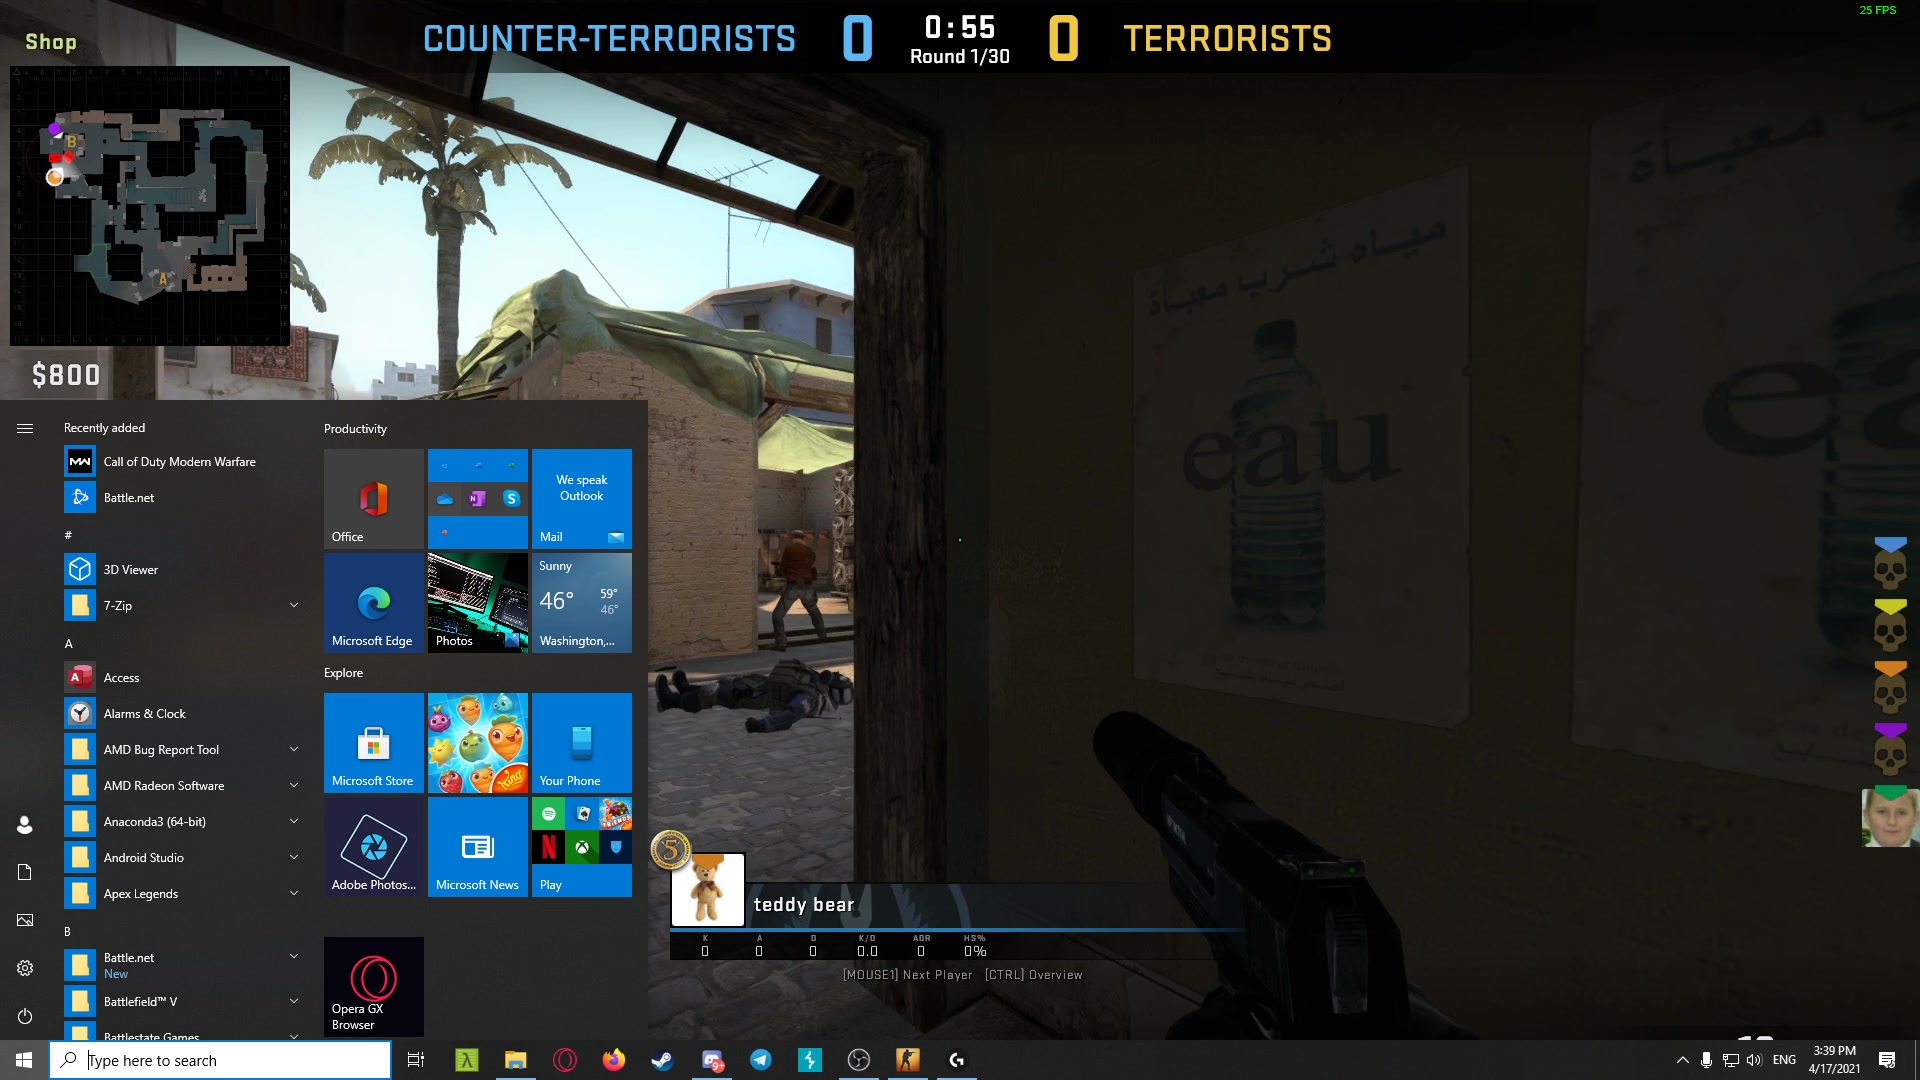 25 FPS
Shop
COUNTER-TERRORISTS 0 0:55 0 TERRORISTS
Round 1/30
B
A
$800
مياه شرب معبأة
eau
Recently added
Call of Duty Modern Warfare
Battle.net
#
3D Viewer
7-Zip
A
Access
Alarms & Clock
AMD Bug Report Tool
AMD Radeon Software
Anaconda3 (64-bit)
Android Studio
Apex Legends
B
Battle.net
New
Battlefield™ V
Battlestate Games
Productivity
Office
We speak
Outlook
Mail
Microsoft Edge
Photos
Sunny
46° 59°
46°
Washington,...
Explore
Microsoft Store
King
Your Phone
Adobe Photos...
Microsoft News
Play
Opera GX
Browser
5
teddy bear
K A D K/D ADR HS%
0 0 0 0.0 0 0%
[MOUSE1] Next Player [CTRL] Overview
Type here to search
9+
ENG
3:39 PM
4/17/2021